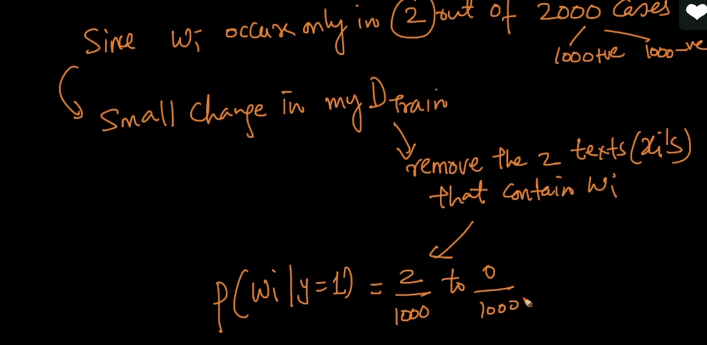 Since Wi occurs only in 2 out of 2000 cases
1000+ve 1000-ve
Small change in my D train
remove the 2 texts (xi's)
that contain Wi
P(Wi|y=1) = 2/1000 to 0/1000